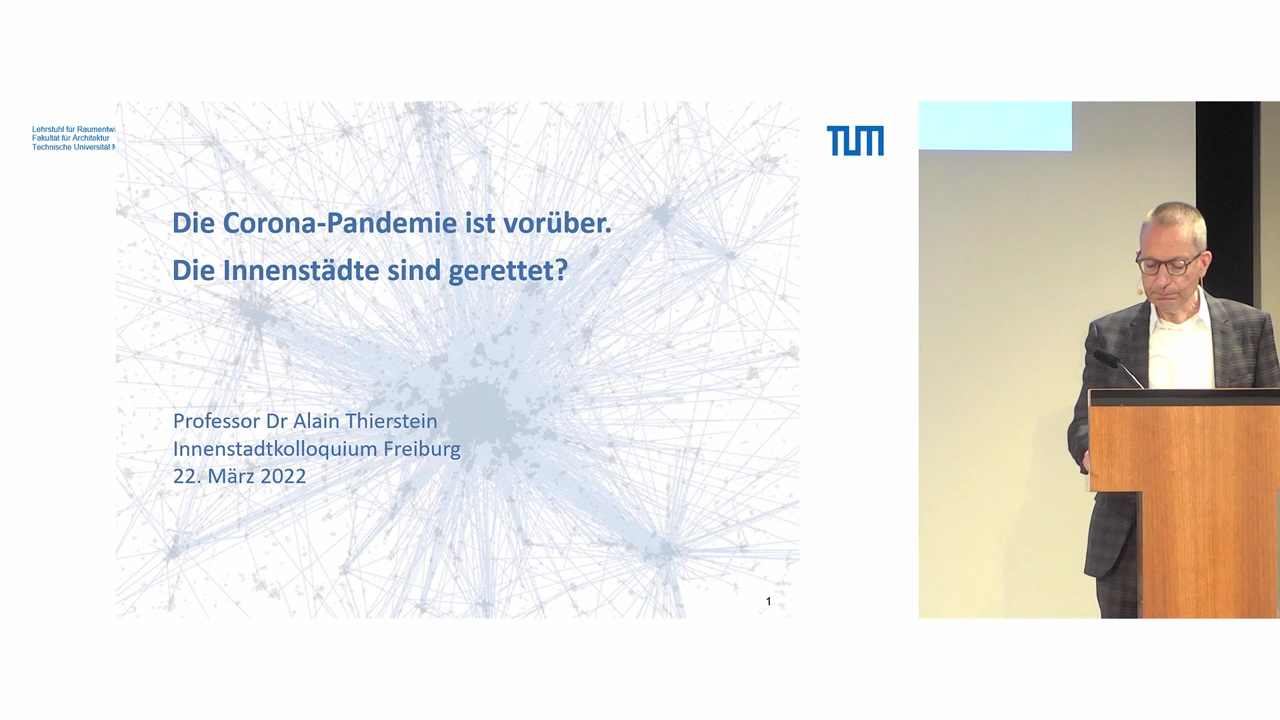 Lehrstuhl für
Fakultät für Architektur
Technische Universität
TUM
Die Corona-Pandemie ist vorüber.
Die Innenstädte sind gerettet?
Professor Dr Alain Thierstein
Innenstadtkolloquium Freiburg
22. März 2022
1